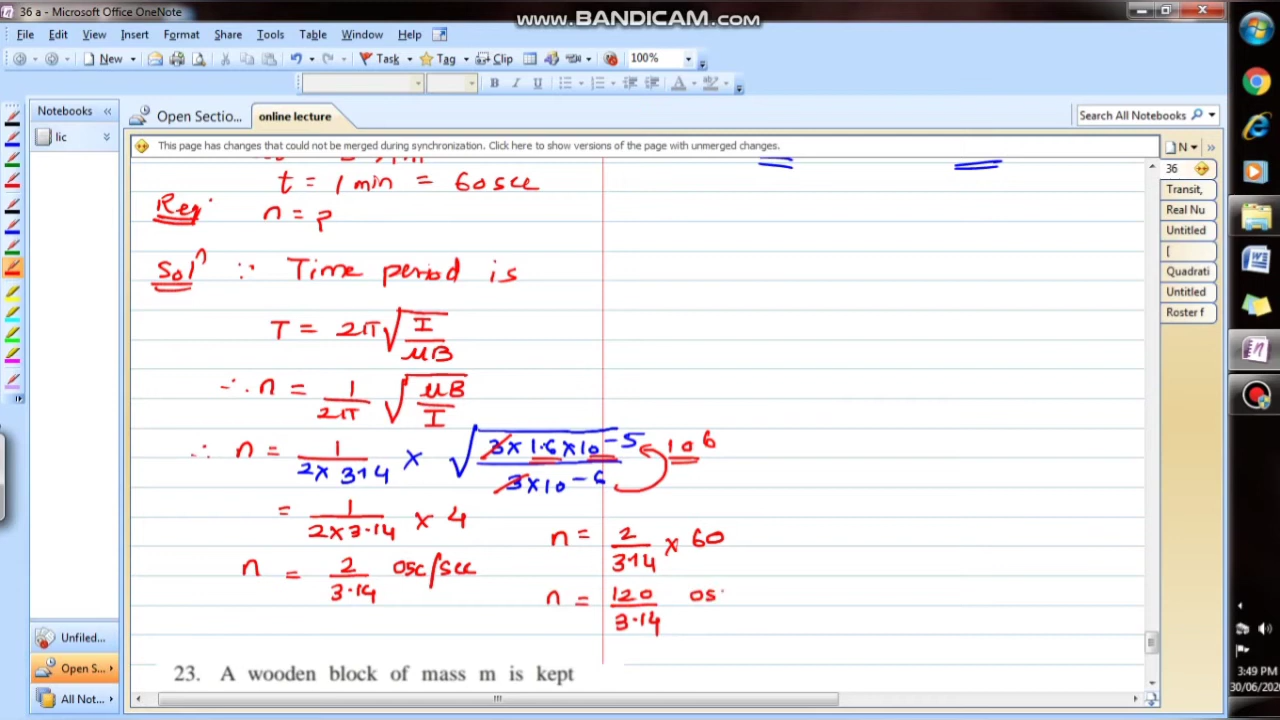 www.BANDICAM.com
36 a - Microsoft Office OneNote
File Edit View Insert Format Share Tools Table Window Help
New Task Tag Clip 100%
B I U A
Notebooks
lic
Open Sectio... online lecture
Search All Notebooks
This page has changes that could not be merged during synchronization. Click here to show versions of the page with unmerged changes.
N
36
Transit,
Real Nu
Untitled
[
Quadrati
Untitled
Roster f
t = 1 min = 60 sec
Req: n = ?
Solⁿ ∵ Time period is
T = 2π √(I / μB)
∴ n = 1 / 2π √(μB / I)
∴ n = 1 / 2×314 × √(3×1.6×10-5 / 3×10-6) 10⁶
= 1 / 2×3.14 × 4
n = 2 / 3.14 osc/sec
n = 2 / 314 × 60
n = 120 / 3.14 os
23. A wooden block of mass m is kept
Unfiled...
Open S...
All Not...
3:49 PM
30/06/202